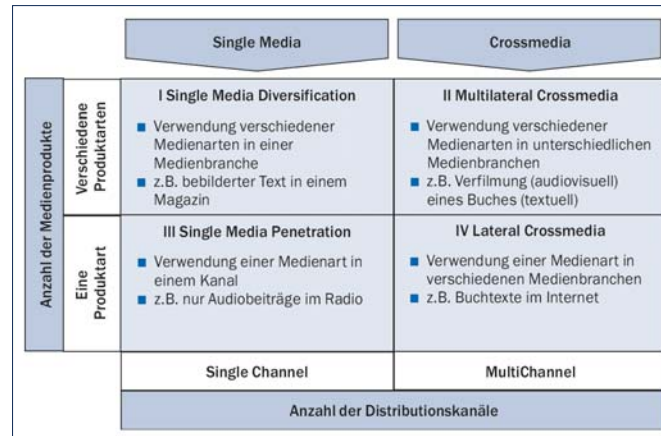 Single Media
Crossmedia
Anzahl der Medienprodukte
Verschiedene
Produktarten
I Single Media Diversification
Verwendung verschiedener
Medienarten in einer
Medienbranche
z.B. bebilderter Text in einem
Magazin
II Multilateral Crossmedia
Verwendung verschiedener
Medienarten in unterschiedlichen
Medienbranchen
z.B. Verfilmung (audiovisuell)
eines Buches (textuell)
Eine
Produktart
III Single Media Penetration
Verwendung einer Medienart in
einem Kanal
z.B. nur Audiobeiträge im Radio
IV Lateral Crossmedia
Verwendung einer Medienart in
verschiedenen Medienbranchen
z.B. Buchtexte im Internet
Single Channel
MultiChannel
Anzahl der Distributionskanäle